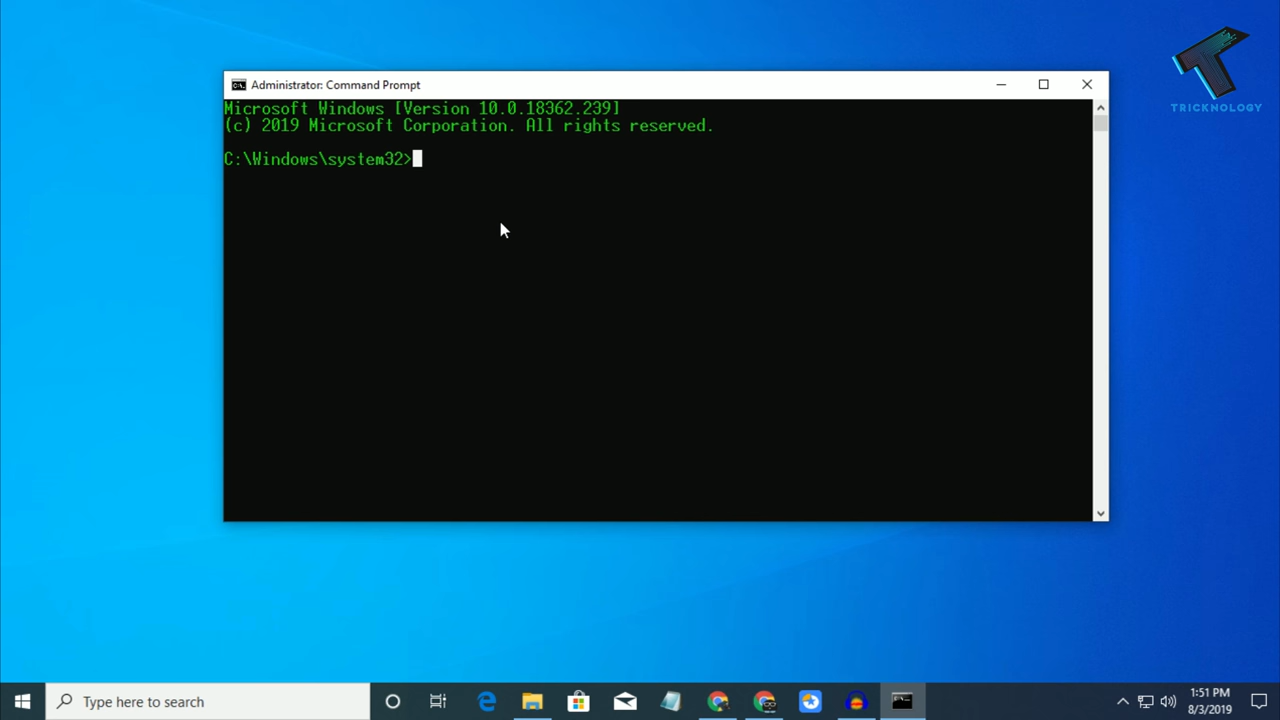 TRICKNOLOGY
Administrator: Command Prompt
Microsoft Windows [Version 10.0.18362.239]
(c) 2019 Microsoft Corporation. All rights reserved.
C:\Windows\system32>
Type here to search
1:51 PM
8/3/2019